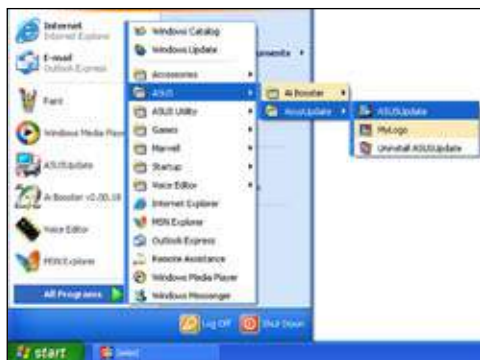 Internet
Internet Explorer
E-mail
Outlook Express
Paint
Windows Media Player
ASUSUpdate
Ai Booster v2.00.18
Voice Editor
MSN Explorer
All Programs
Windows Catalog
Windows Update
Accessories
ASUS
ASUS Utility
Games
Marvell
Startup
Voice Editor
Internet Explorer
MSN Explorer
Outlook Express
Remote Assistance
Windows Media Player
Windows Messenger
Ai Booster
AsusUpdate
ASUSUpdate
MyLogo
Uninstall ASUSUpdate
Log Off
Shut Down
start